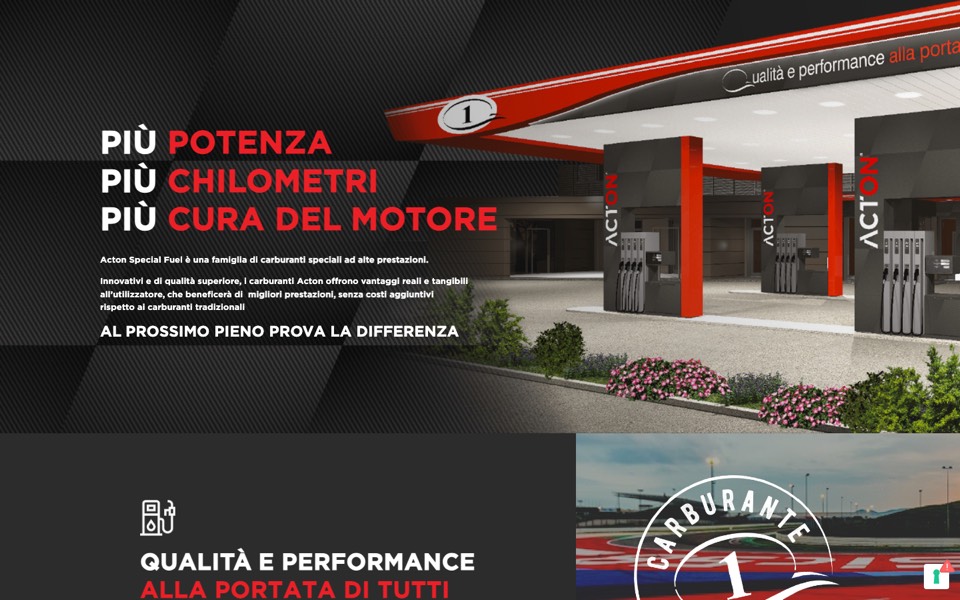 PIÙ POTENZA
PIÙ CHILOMETRI
PIÙ CURA DEL MOTORE
Acton Special Fuel è una famiglia di carburanti speciali ad alte prestazioni.
Innovativi e di qualità superiore, i carburanti Acton offrono vantaggi reali e tangibili
all'utilizzatore, che beneficerà di migliori prestazioni, senza costi aggiuntivi
rispetto ai carburanti tradizionali
AL PROSSIMO PIENO PROVA LA DIFFERENZA
1
Qualità e performance alla porta
ACTON
ACTON
ACTON
QUALITÀ E PERFORMANCE
ALLA PORTATA DI TUTTI
CARBURANTE
1